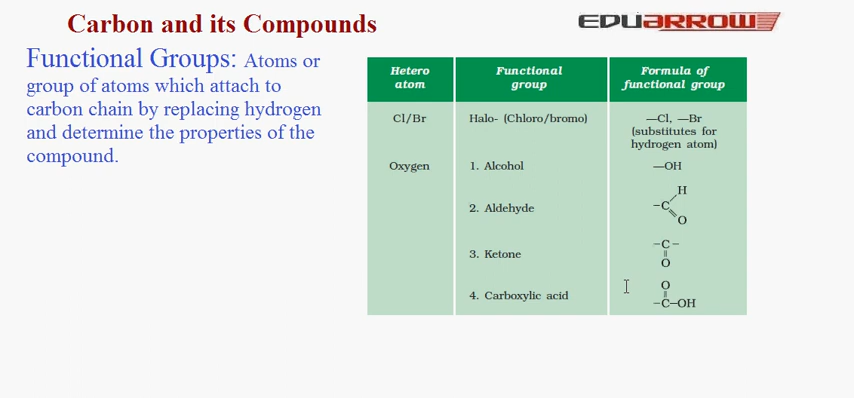 Carbon and its Compounds
EDUARROW
Functional Groups: Atoms or
group of atoms which attach to
carbon chain by replacing hydrogen
and determine the properties of the
compound.
Hetero
atom
Functional
group
Formula of
functional group
Cl/Br
Halo- (Chloro/bromo)
—Cl, —Br
(substitutes for
hydrogen atom)
Oxygen
1. Alcohol
—OH
2. Aldehyde
H
–C
O
3. Ketone
–C–
O
4. Carboxylic acid
O
–C–OH